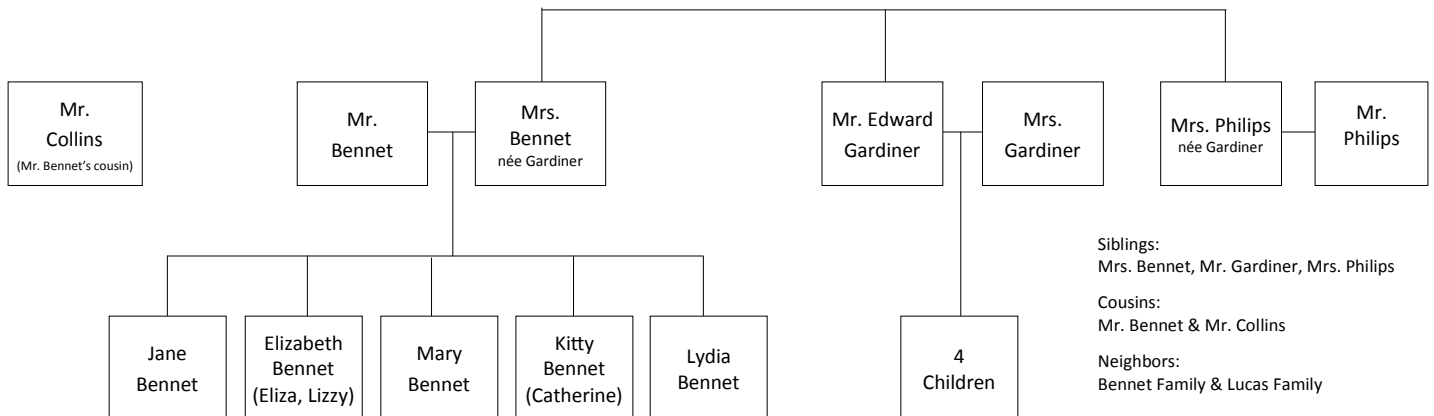 Mr.
Collins
(Mr. Bennet's cousin)
Mr.
Bennet
Mrs.
Bennet
née Gardiner
Mr. Edward
Gardiner
Mrs.
Gardiner
Mrs. Philips
née Gardiner
Mr.
Philips
Siblings:
Mrs. Bennet, Mr. Gardiner, Mrs. Philips
Cousins:
Mr. Bennet & Mr. Collins
Neighbors:
Bennet Family & Lucas Family
Jane
Bennet
Elizabeth
Bennet
(Eliza, Lizzy)
Mary
Bennet
Kitty
Bennet
(Catherine)
Lydia
Bennet
4
Children